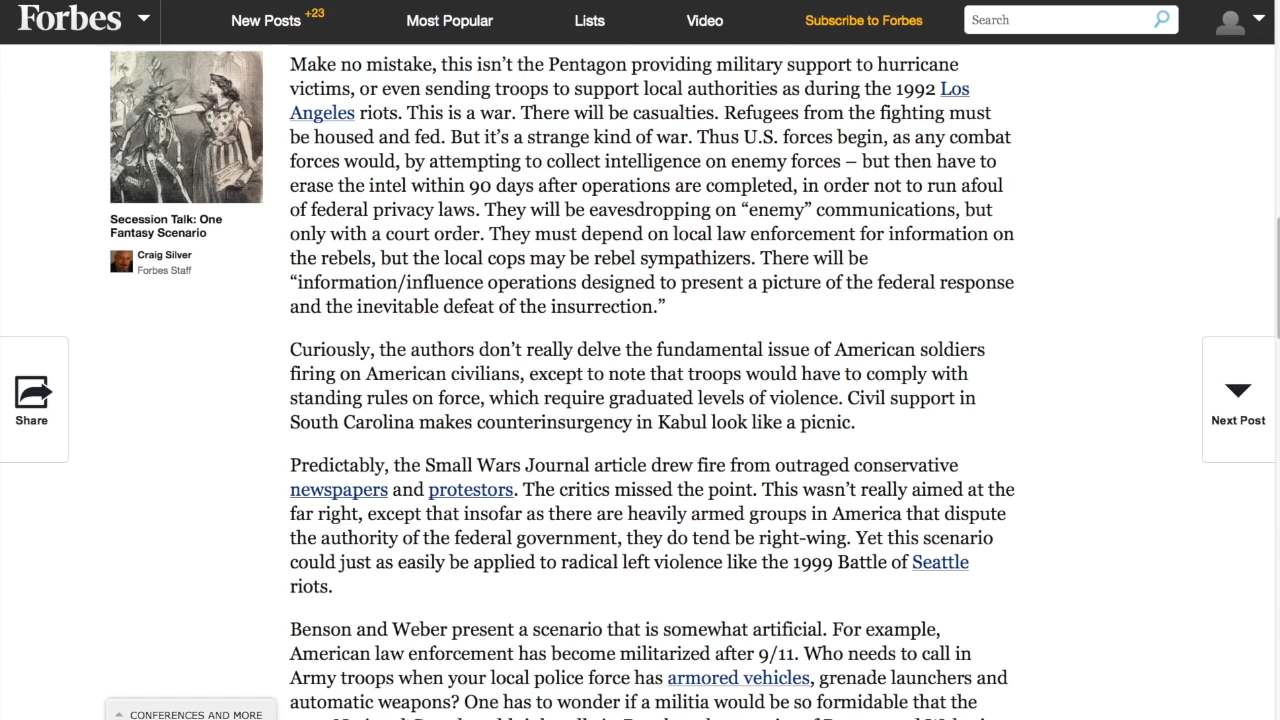 Forbes
New Posts +23
Most Popular
Lists
Video
Subscribe to Forbes
Search
Secession Talk: One
Fantasy Scenario
Craig Silver
Forbes Staff
Share
Make no mistake, this isn’t the Pentagon providing military support to hurricane
victims, or even sending troops to support local authorities as during the 1992 Los
Angeles riots. This is a war. There will be casualties. Refugees from the fighting must
be housed and fed. But it’s a strange kind of war. Thus U.S. forces begin, as any combat
forces would, by attempting to collect intelligence on enemy forces – but then have to
erase the intel within 90 days after operations are completed, in order not to run afoul
of federal privacy laws. They will be eavesdropping on “enemy” communications, but
only with a court order. They must depend on local law enforcement for information on
the rebels, but the local cops may be rebel sympathizers. There will be
“information/influence operations designed to present a picture of the federal response
and the inevitable defeat of the insurrection.”
Curiously, the authors don’t really delve the fundamental issue of American soldiers
firing on American civilians, except to note that troops would have to comply with
standing rules on force, which require graduated levels of violence. Civil support in
South Carolina makes counterinsurgency in Kabul look like a picnic.
Predictably, the Small Wars Journal article drew fire from outraged conservative
newspapers and protestors. The critics missed the point. This wasn’t really aimed at the
far right, except that insofar as there are heavily armed groups in America that dispute
the authority of the federal government, they do tend be right-wing. Yet this scenario
could just as easily be applied to radical left violence like the 1999 Battle of Seattle
riots.
Benson and Weber present a scenario that is somewhat artificial. For example,
American law enforcement has become militarized after 9/11. Who needs to call in
Army troops when your local police force has armored vehicles, grenade launchers and
automatic weapons? One has to wonder if a militia would be so formidable that the
Next Post
CONFERENCES AND MORE